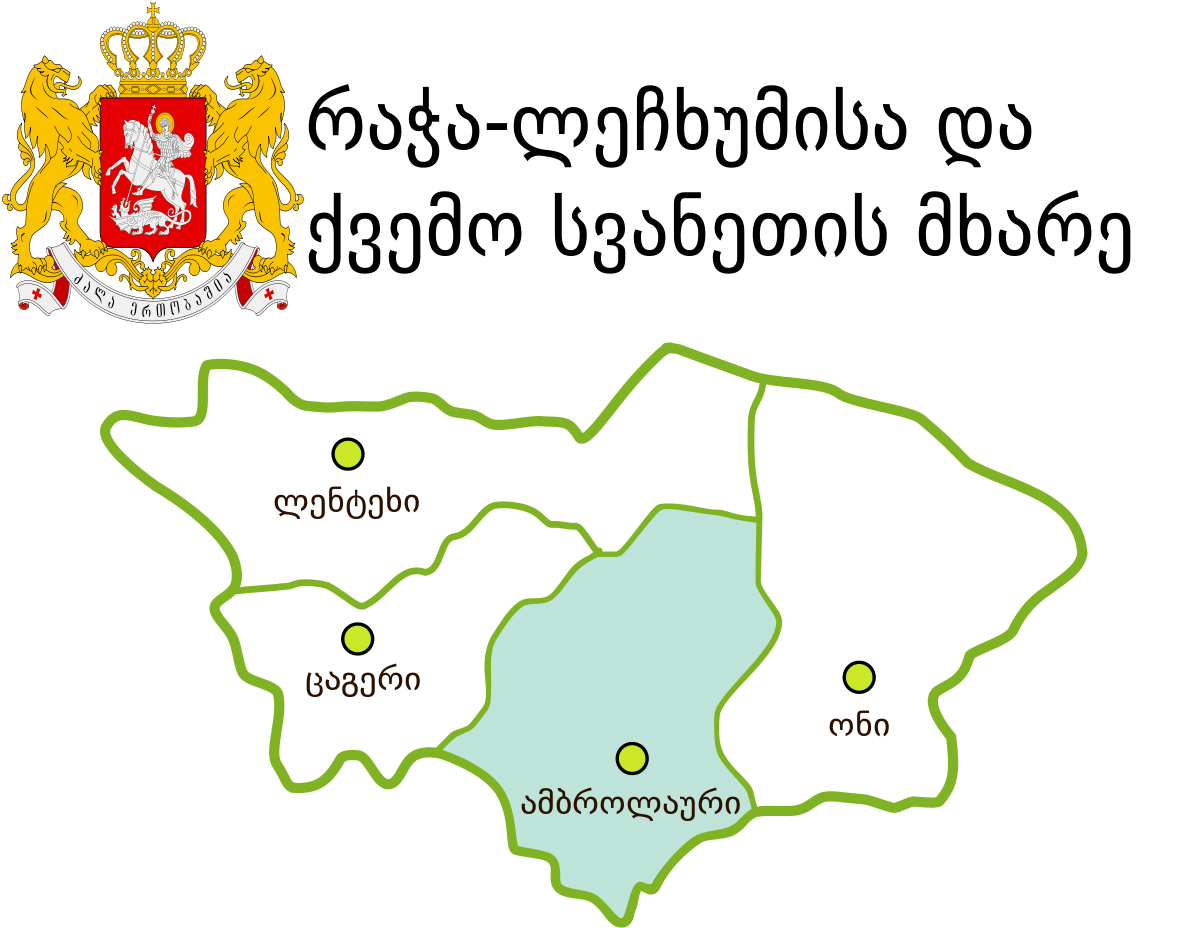 რაჭა-ლეჩხუმისა და
ქვემო სვანეთის მხარე
ძალა ერთობაშია
ლენტეხი
ცაგერი
ონი
ამბროლაური